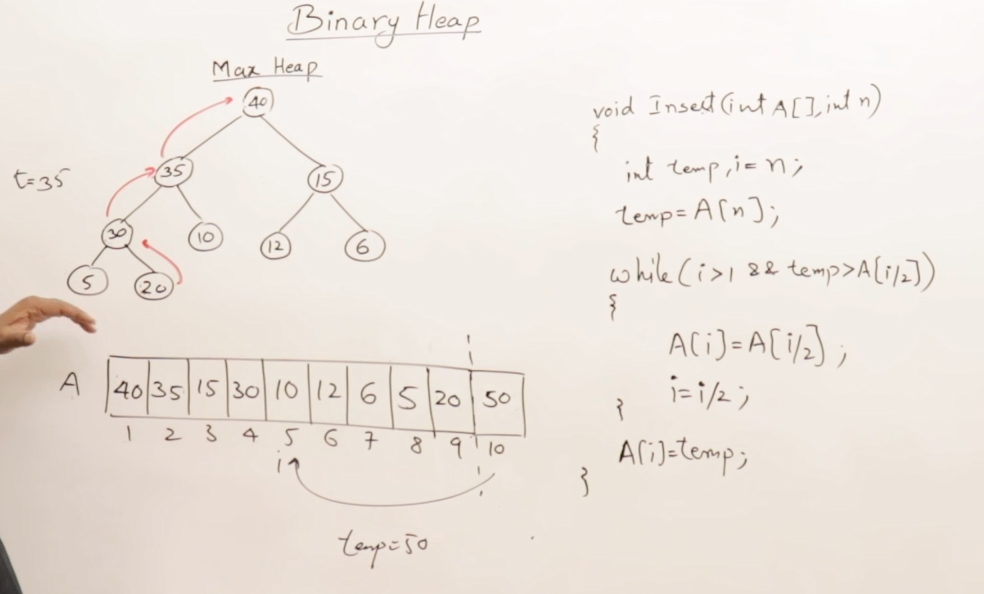 Binary Heap
Max Heap
40
t=35
35
15
30
10
12
6
5
20
A
40 35 15 30 10 12 6 5 20 50
1 2 3 4 5 6 7 8 9 10
i
temp=50
void Insert(int A[],int n)
{
int temp,i=n;
temp=A[n];
while(i>1 && temp>A[i/2])
{
A[i]=A[i/2];
i=i/2;
}
A[i]=temp;
}